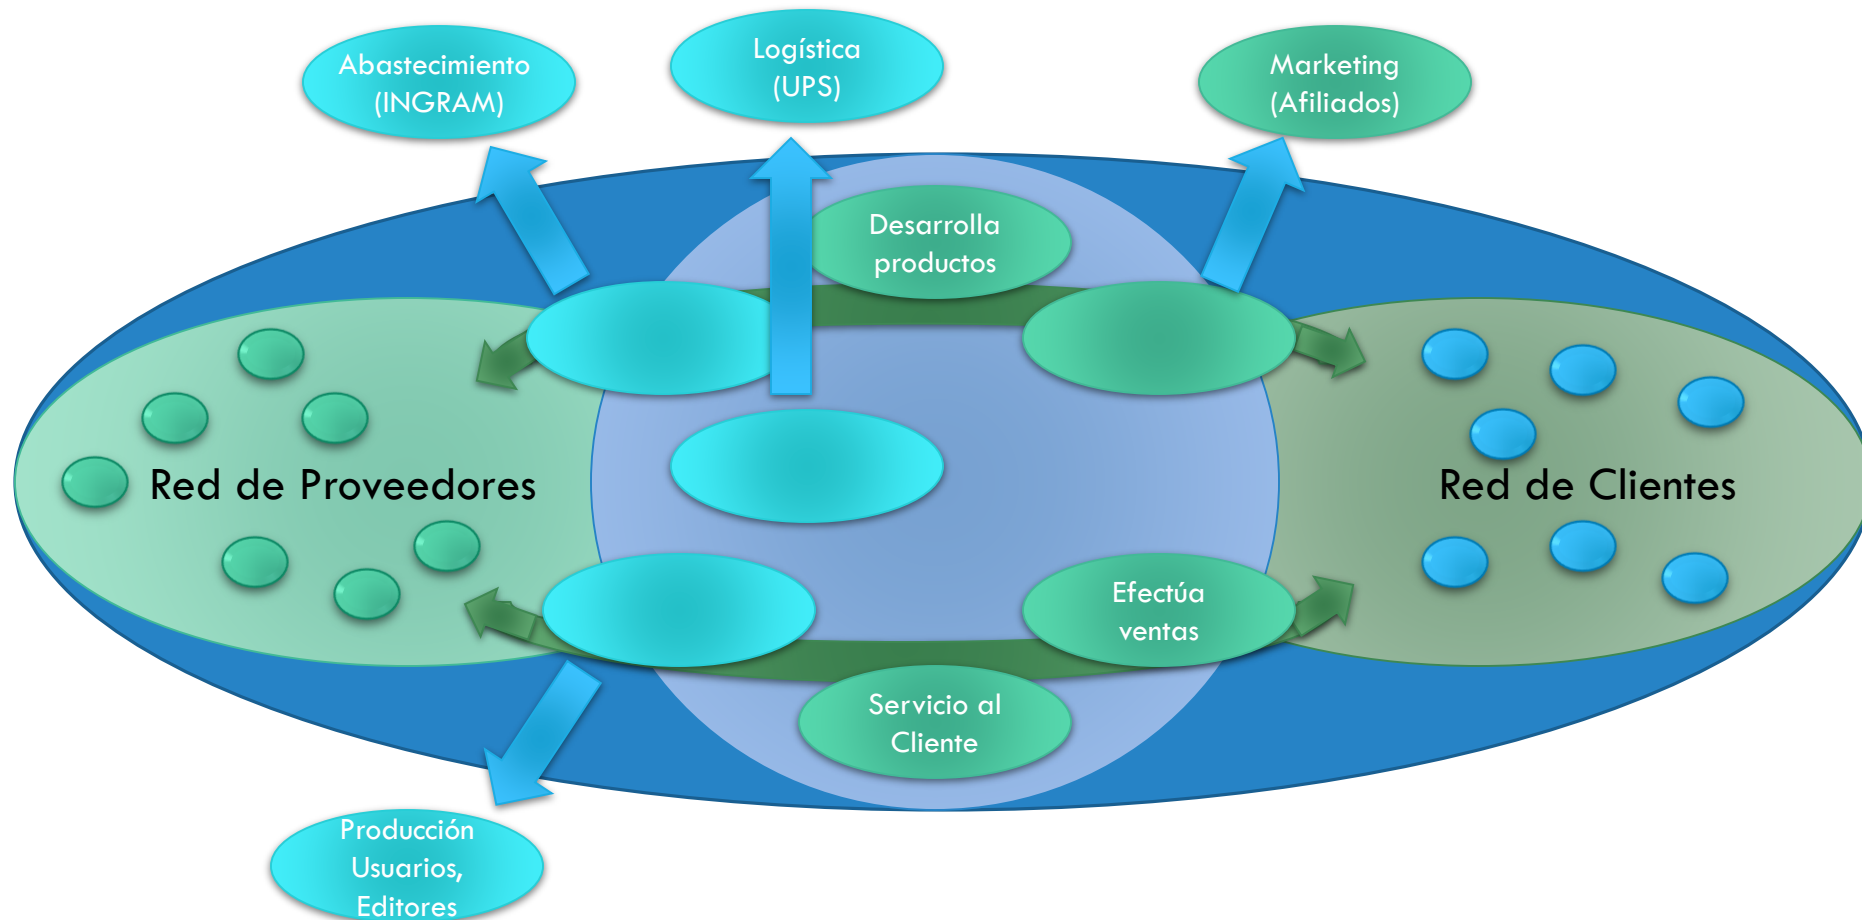 Abastecimiento
(INGRAM)
Logística
(UPS)
Marketing
(Afiliados)
Desarrolla
productos
Red de Proveedores
Red de Clientes
Efectúa
ventas
Servicio al
Cliente
Producción
Usuarios,
Editores